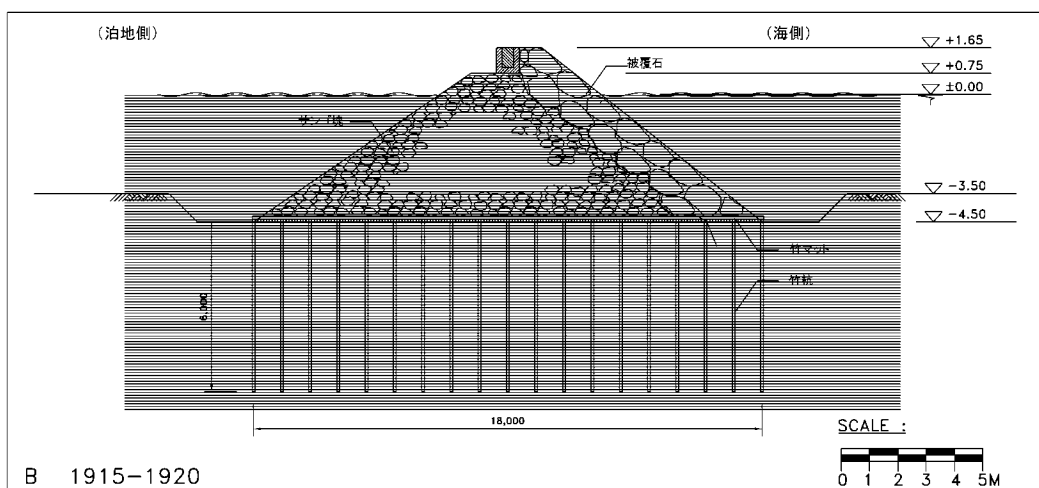 (泊地側)
(海側)
+1.65
被覆石
+0.75
±0.00
サンゴ塊
-3.50
-4.50
竹マット
竹杭
6,000
18,000
SCALE :
0 1 2 3 4 5M
B 1915-1920